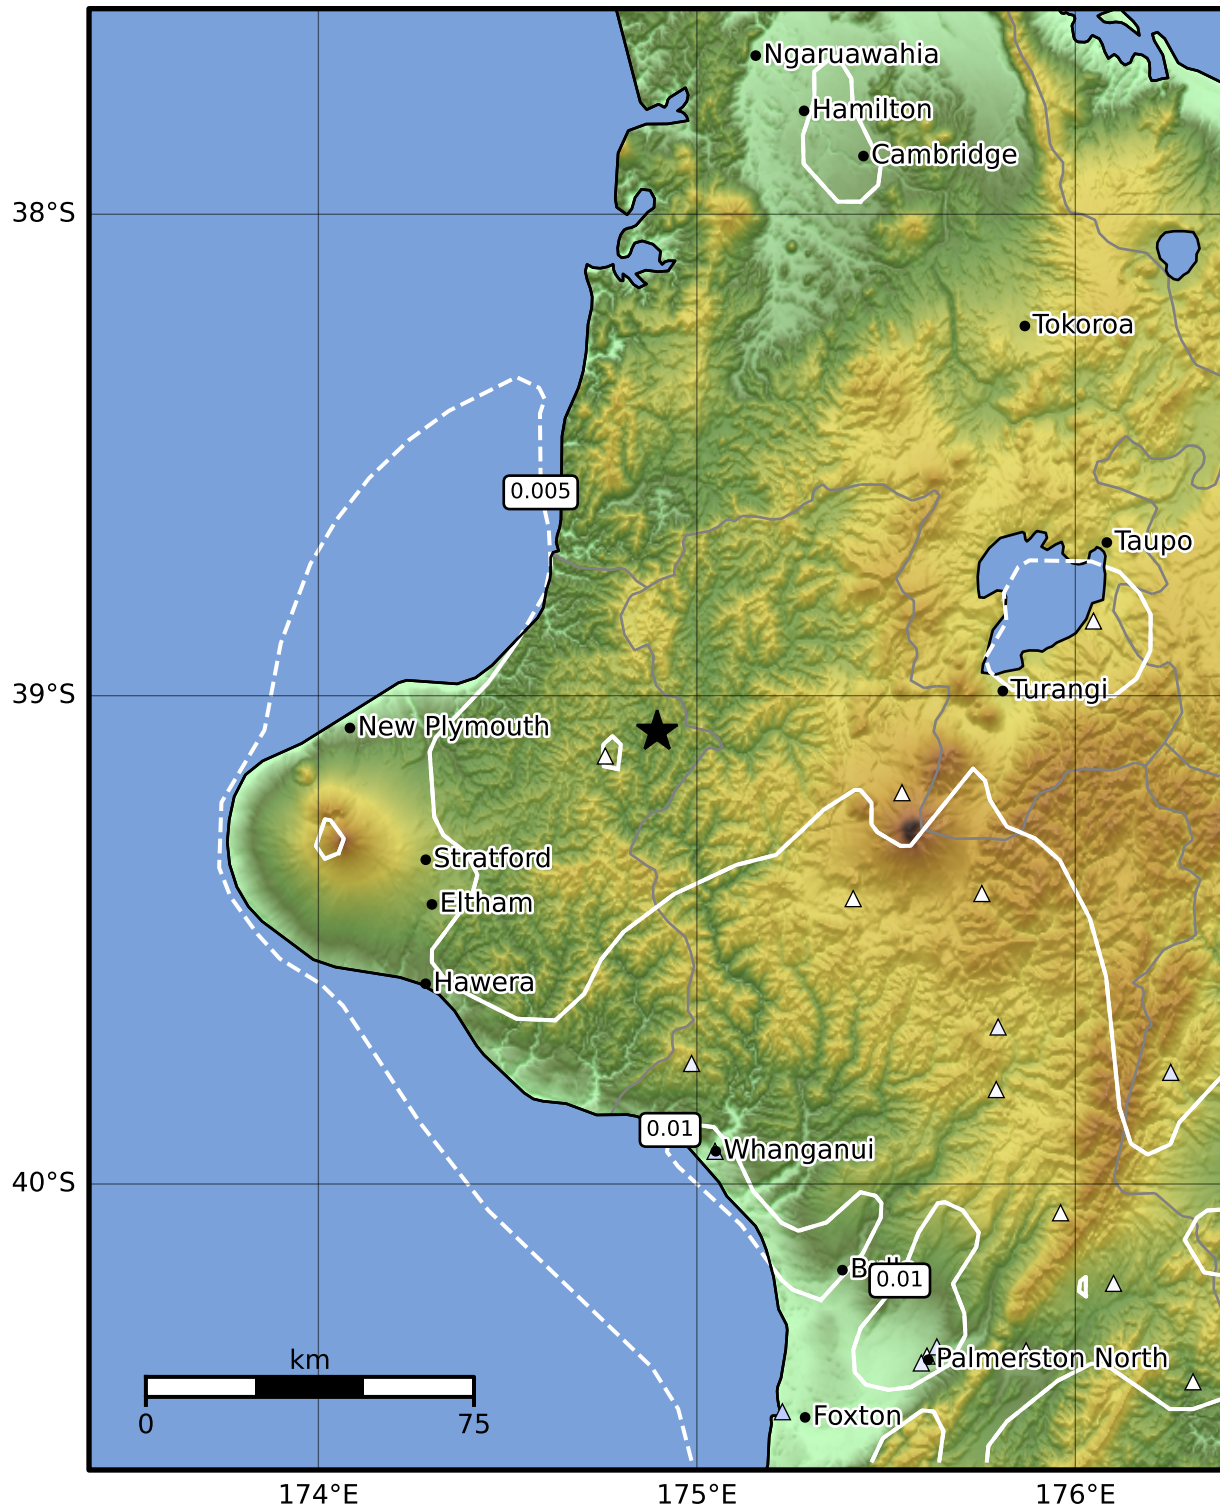 Ngaruawahia
Hamilton
Cambridge
38°S
Tokoroa
0.005
Taupo
39°S
Turangi
New Plymouth
Stratford
Eltham
Hawera
0.01
Whanganui
40°S
0.01
km
Palmerston North
0
75
Foxton
174°E
175°E
176°E